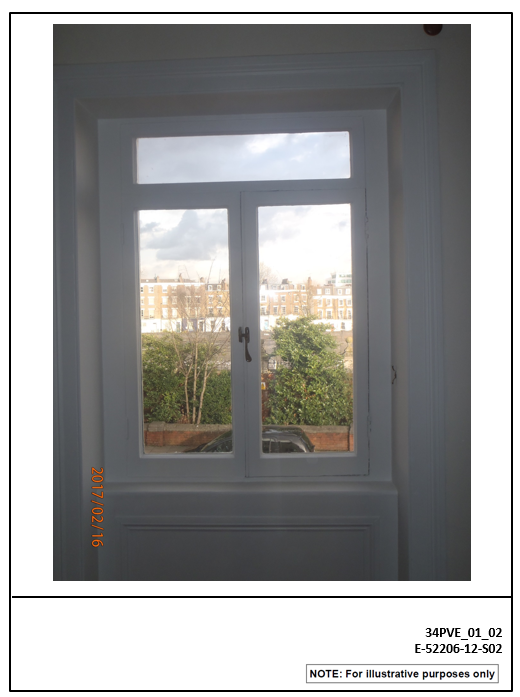 2017/02/16
34PVE_01_02
E-52206-12-S02
NOTE: For illustrative purposes only